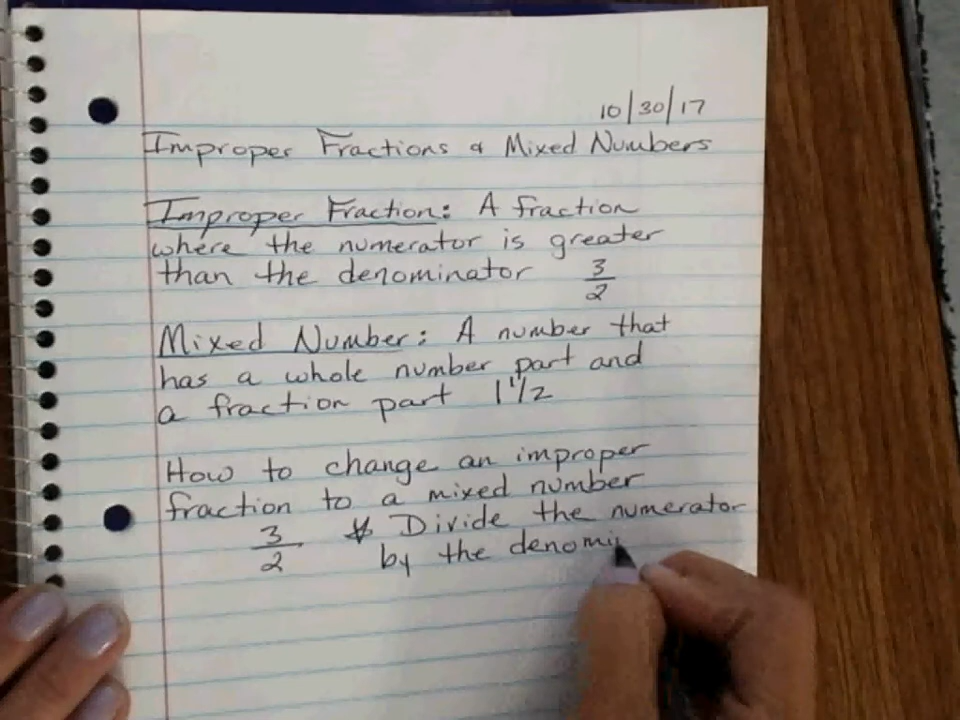 10/30/17
Improper Fractions & Mixed Numbers
Improper Fraction: A fraction
where the numerator is greater
than the denominator 3/2
Mixed Number: A number that
has a whole number part and
a fraction part 1 1/2
How to change an improper
fraction to a mixed number
3/2 * Divide the numerator
by the denomi